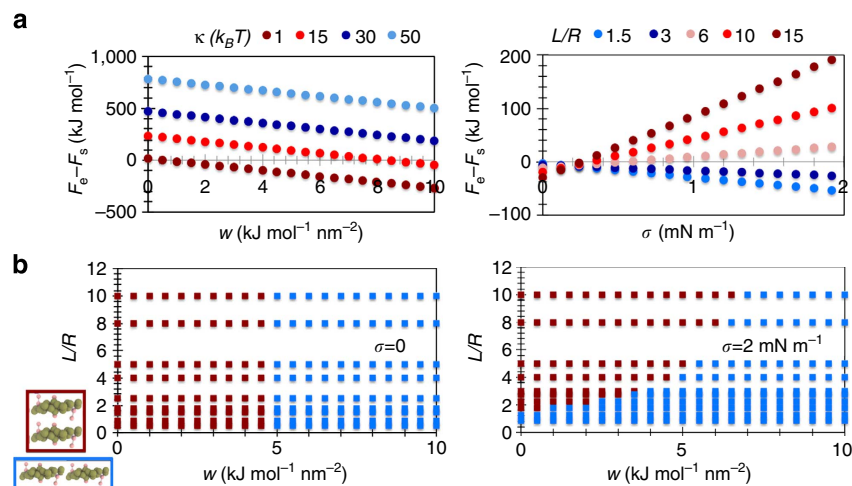 a
κ (kBT) 1 15 30 50
L/R 1.5 3 6 10 15
1,000
500
0
−500
Fe−Fs (kJ mol−1)
0 2 4 6 8 10
w (kJ mol−1 nm−2)
200
100
0
−100
Fe−Fs (kJ mol−1)
0 1 2
σ (mN m−1)
b
12
10
8
6
4
2
0
L/R
σ=0
0 5 10
w (kJ mol−1 nm−2)
12
10
8
6
4
2
0
L/R
σ=2 mN m−1
0 5 10
w (kJ mol−1 nm−2)